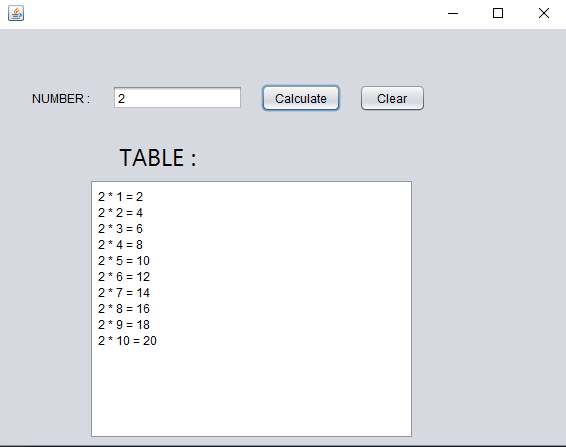 NUMBER : 2 Calculate Clear
TABLE :
2 * 1 = 2
2 * 2 = 4
2 * 3 = 6
2 * 4 = 8
2 * 5 = 10
2 * 6 = 12
2 * 7 = 14
2 * 8 = 16
2 * 9 = 18
2 * 10 = 20